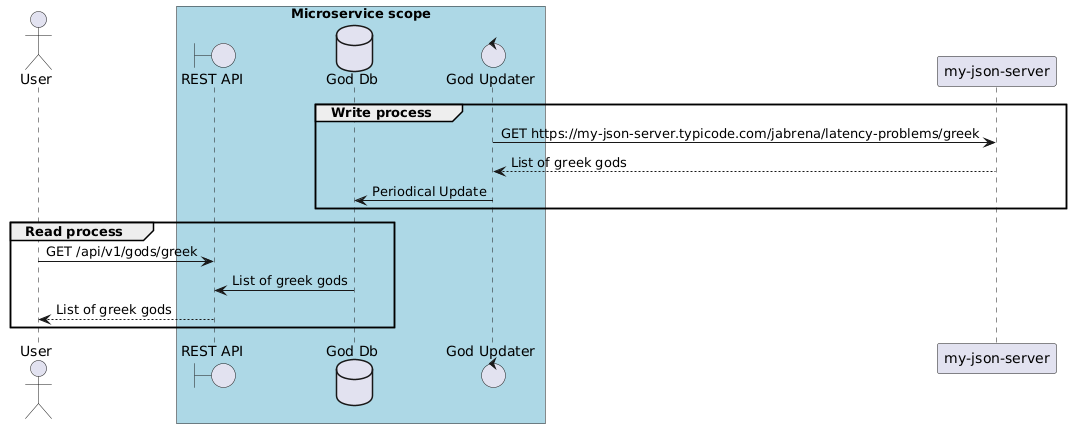 Microservice scope
User
REST API
God Db
God Updater
my-json-server
Write process
GET https://my-json-server.typicode.com/jabrena/latency-problems/greek
List of greek gods
Periodical Update
Read process
GET /api/v1/gods/greek
List of greek gods
List of greek gods
User
REST API
God Db
God Updater
my-json-server